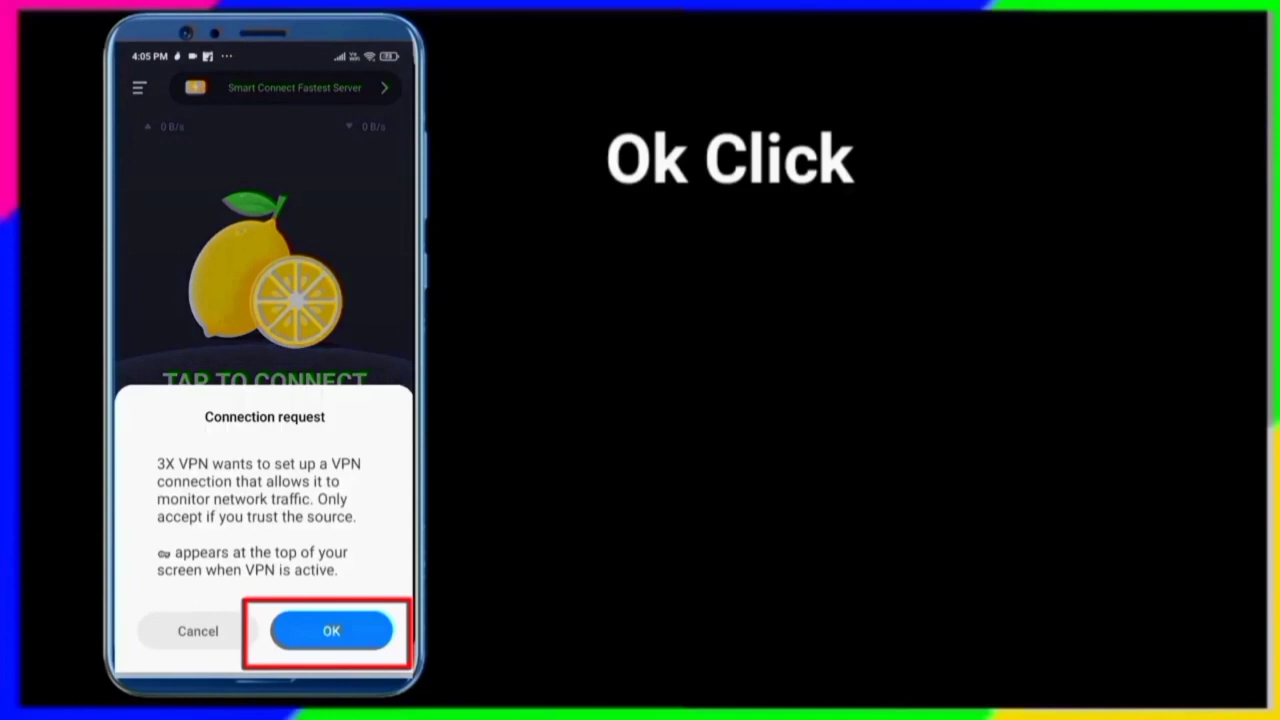 4:05 PM
Smart Connect Fastest Server
0 B/s
0 B/s
Ok Click
TAP TO CONNECT
Connection request
3X VPN wants to set up a VPN
connection that allows it to
monitor network traffic. Only
accept if you trust the source.
appears at the top of your
screen when VPN is active.
Cancel
OK